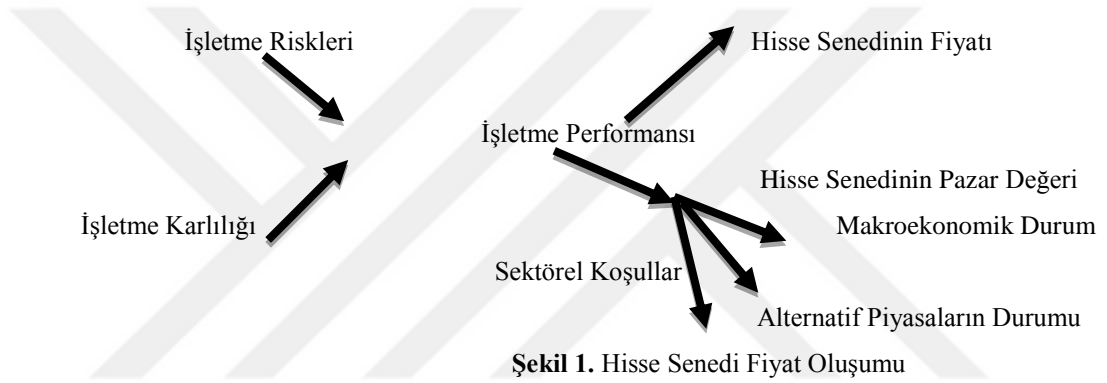 İşletme Riskleri
Hisse Senedinin Fiyatı
İşletme Performansı
Hisse Senedinin Pazar Değeri
İşletme Karlılığı
Makroekonomik Durum
Sektörel Koşullar
Alternatif Piyasaların Durumu
Şekil 1. Hisse Senedi Fiyat Oluşumu